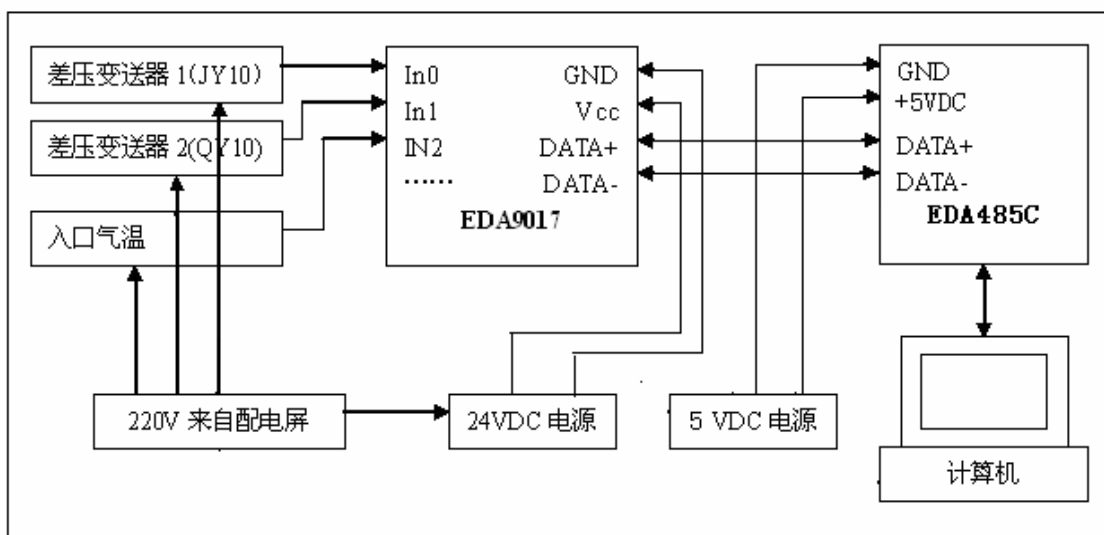 差压变送器 1(JY10)
差压变送器 2(QY10)
入口气温
In0
In1
IN2
……
GND
Vcc
DATA+
DATA-
EDA9017
GND
+5VDC
DATA+
DATA-
EDA485C
220V 来自配电屏
24VDC 电源
5 VDC 电源
计算机